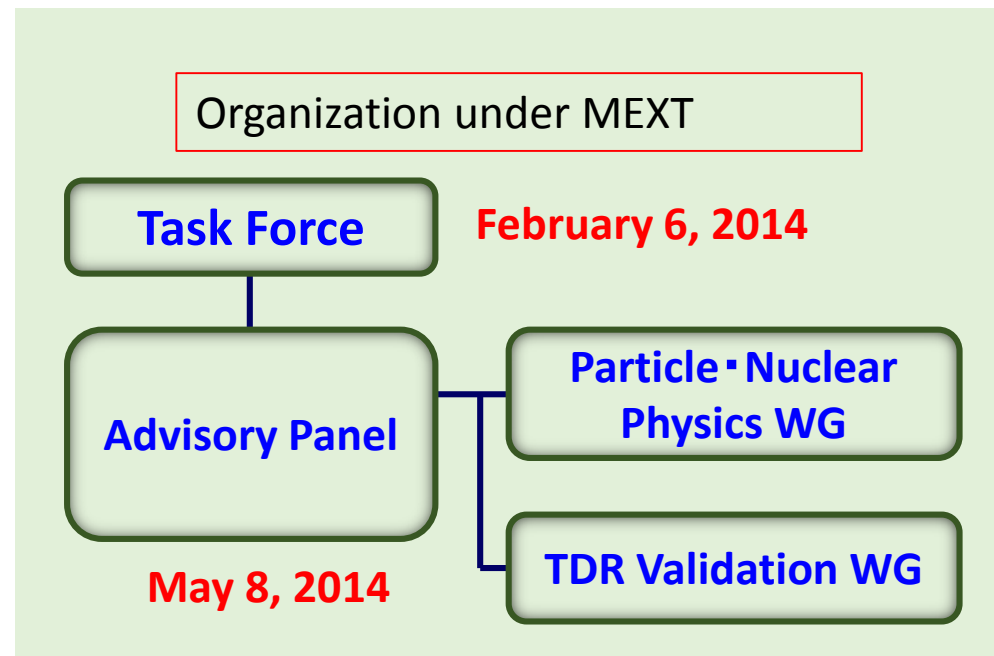 Organization under MEXT
Task Force
February 6, 2014
Advisory Panel
Particle・Nuclear
Physics WG
TDR Validation WG
May 8, 2014